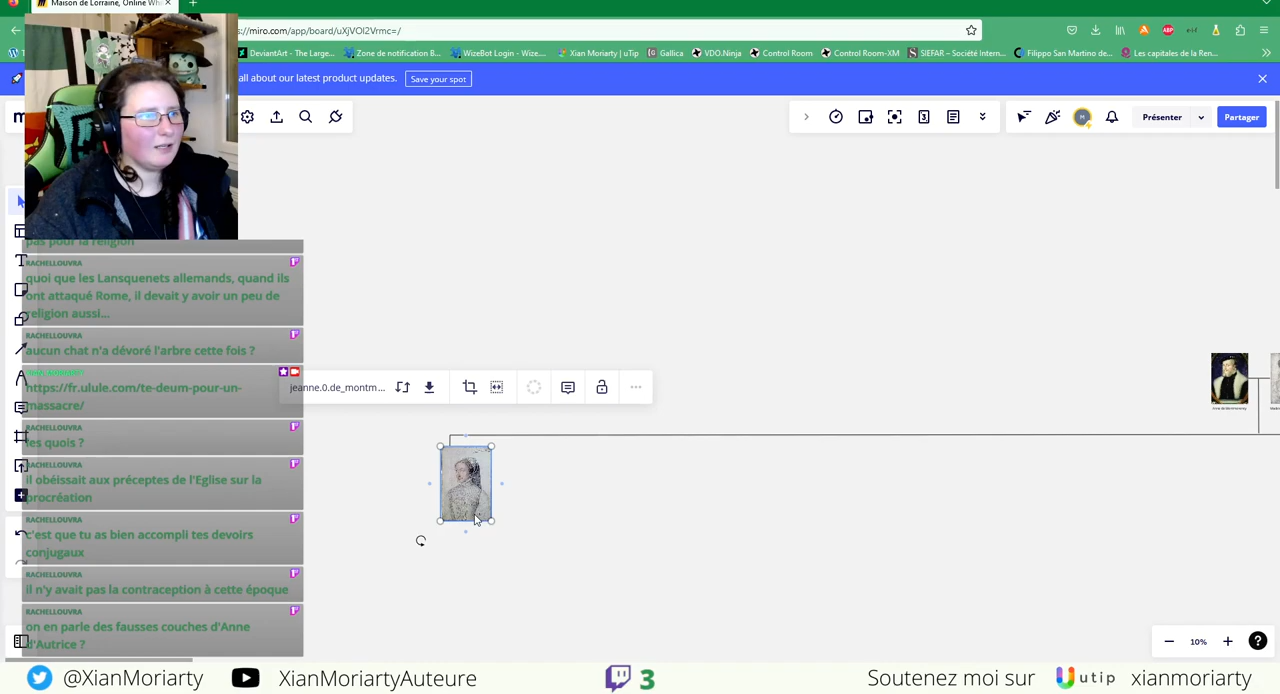 Maison de Lorraine, Online Whi
://miro.com/app/board/uXjVOl2Vrmc=/
DeviantArt - The Large...
Zone de notification B...
WizeBot Login - Wize...
Xian Moriarty | uTip
Gallica
VDO.Ninja
Control Room
Control Room-XM
SIEFAR – Société Intern...
Filippo San Martino de...
Les capitales de la Ren...
all about our latest product updates.
Save your spot
Présenter
Partager
pas pour la religion
RACHELLOUVRA
quoi que les Lansquenets allemands, quand ils
ont attaqué Rome, il devait y avoir un peu de
religion aussi...
RACHELLOUVRA
aucun chat n'a dévoré l'arbre cette fois ?
https://fr.ulule.com/te-deum-pour-un-
massacre/
RACHELLOUVRA
les quois ?
RACHELLOUVRA
il obéissait aux préceptes de l'Eglise sur la
procréation
RACHELLOUVRA
c'est que tu as bien accompli tes devoirs
conjugaux
RACHELLOUVRA
il n'y avait pas la contraception à cette époque
RACHELLOUVRA
on en parle des fausses couches d'Anne
d'Autrice ?
jeanne.0.de_montm...
Anne de Montmorency
10%
@XianMoriarty
XianMoriartyAuteure
3
Soutenez moi sur
utip
xianmoriarty